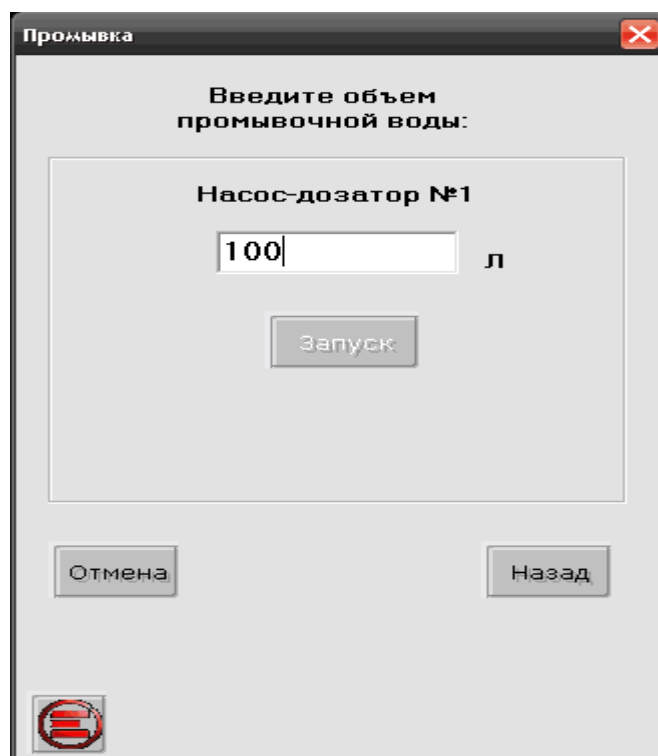 Промывка
Введите объем
промывочной воды:
Насос-дозатор №1
100
л
Запуск
Отмена
Назад